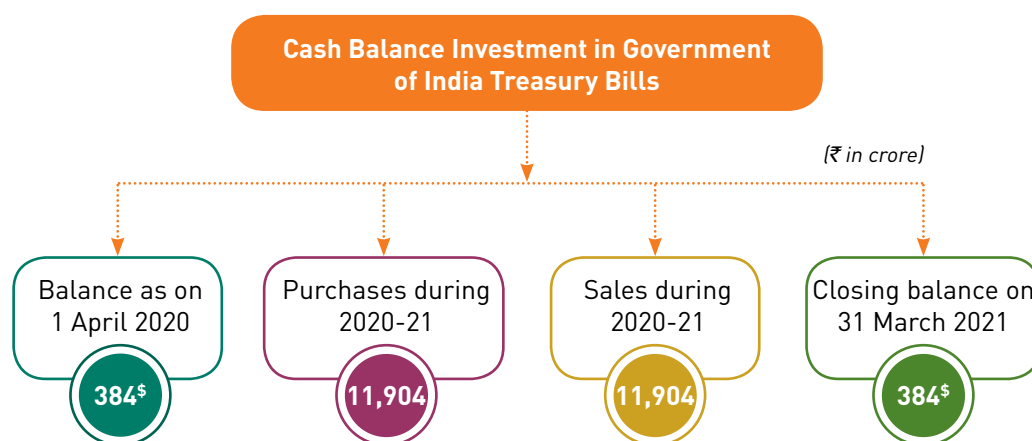 Cash Balance Investment in Government
of India Treasury Bills
(₹ in crore)
Balance as on
1 April 2020
384$
Purchases during
2020-21
11,904
Sales during
2020-21
11,904
Closing balance on
31 March 2021
384$